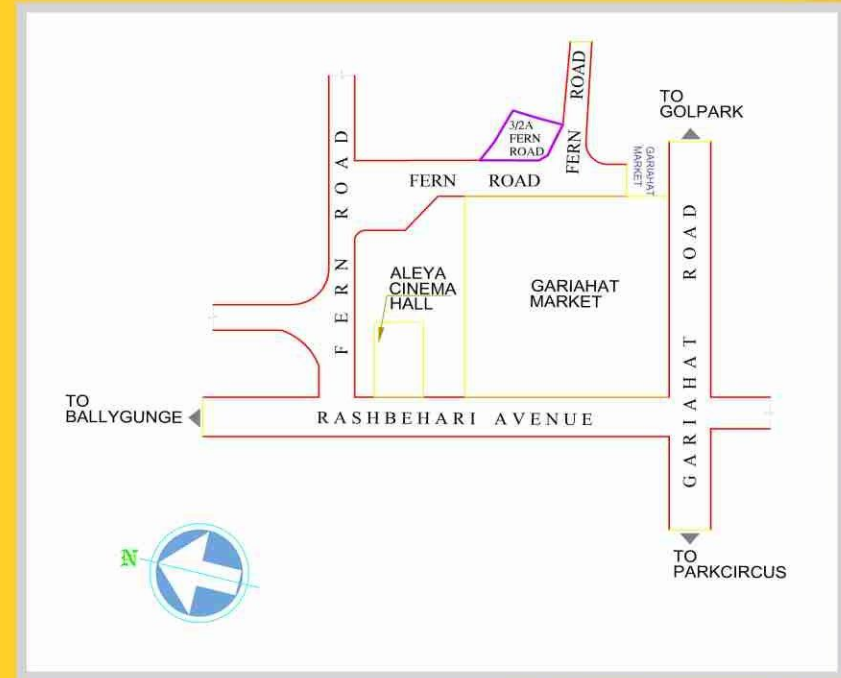 TO
GOLPARK
ROAD
3/2A
FERN
ROAD
FERN
GARIAHAT
MARKET
FERN ROAD
FERN ROAD
GARIAHAT ROAD
ALEYA
CINEMA
HALL
GARIAHAT
MARKET
TO
BALLYGUNGE
RASHBEHARI AVENUE
TO
PARKCIRCUS
N